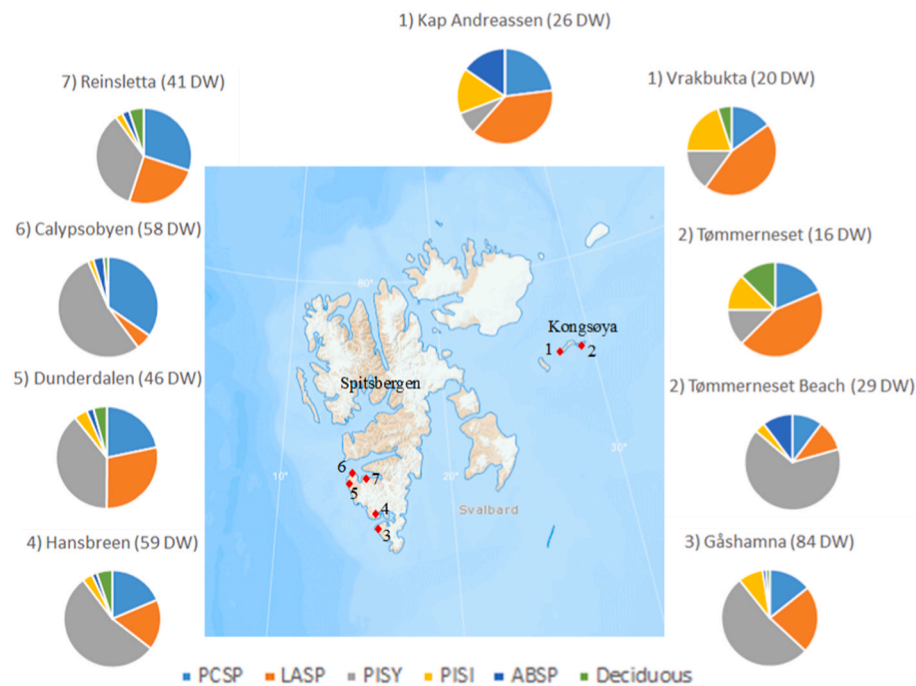 1) Kap Andreassen (26 DW)
7) Reinsletta (41 DW)
1) Vrakbukta (20 DW)
6) Calypsobyen (58 DW)
2) Tømmerneset (16 DW)
80°
Kongsøya
1 2
Spitsbergen
5) Dunderdalen (46 DW)
2) Tømmerneset Beach (29 DW)
30°
10°
20°
6
7
5
Svalbard
4
3
4) Hansbreen (59 DW)
3) Gåshamna (84 DW)
PCSP LASP PISY PISI ABSP Deciduous